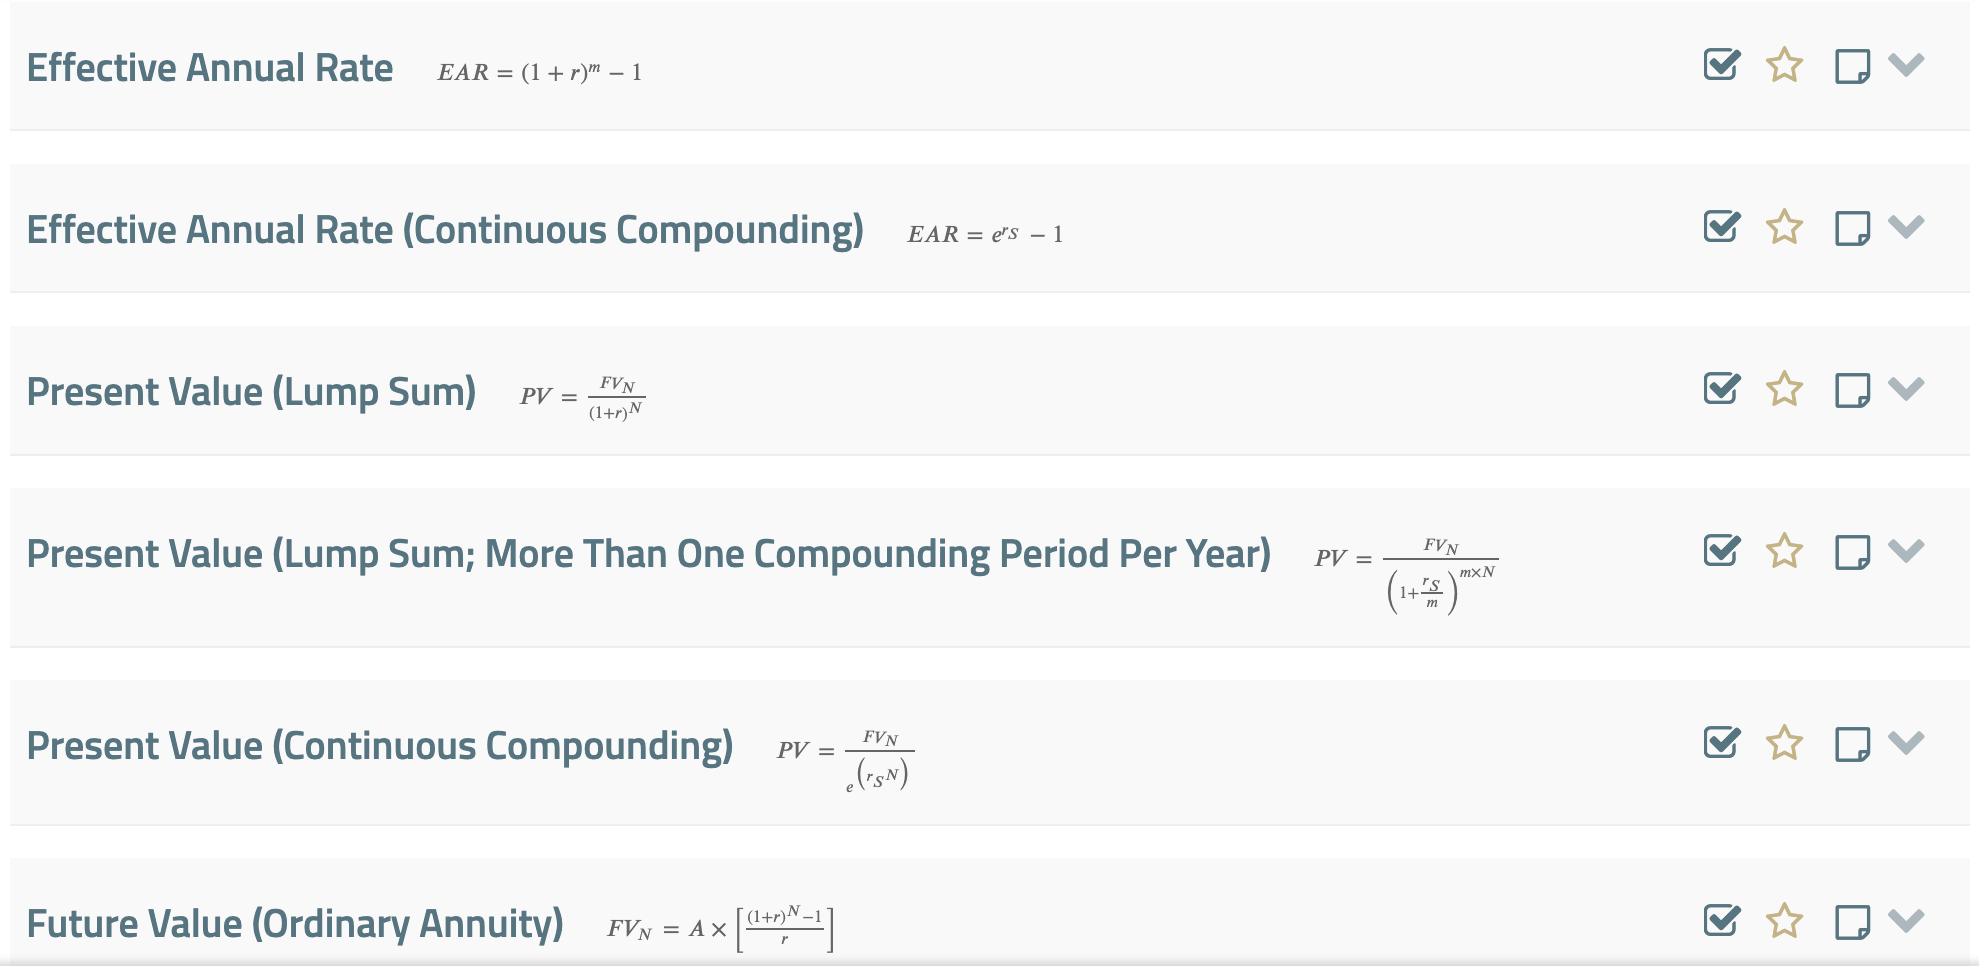 Effective Annual Rate EAR = (1 + r)^m − 1
Effective Annual Rate (Continuous Compounding) EAR = e^{r_S} − 1
Present Value (Lump Sum) PV = \frac{FV_N}{(1+r)^N}
Present Value (Lump Sum; More Than One Compounding Period Per Year) PV = \frac{FV_N}{\left(1+\frac{r_S}{m}\right)^{m×N}}
Present Value (Continuous Compounding) PV = \frac{FV_N}{e^{\left(r_S N\right)}}
Future Value (Ordinary Annuity) FV_N = A × \left[\frac{(1+r)^N−1}{r}\right]